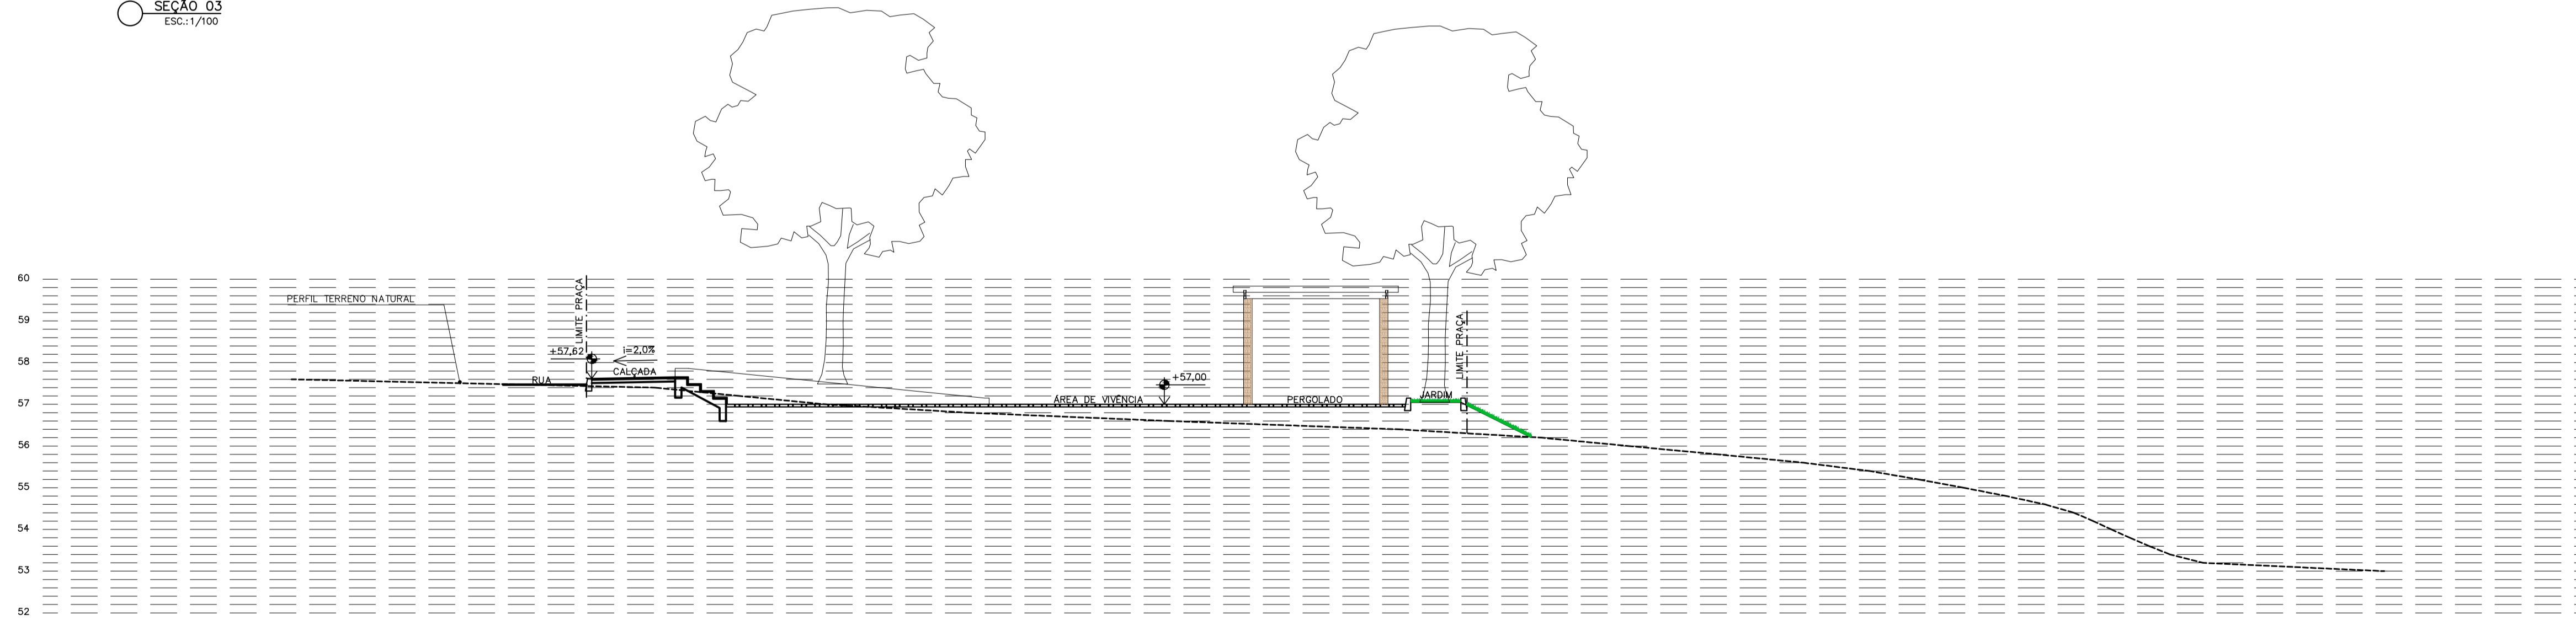 SEÇÃO 03
ESC.:1/100
60
PERFIL TERRENO NATURAL
LIMITE PRAÇA
59
LIMITE PRAÇA
58
+57,62
i=2,0%
RUA
CALÇADA
+57,00
57
ÁREA DE VIVÊNCIA
PERGOLADO
JARDIM
56
55
54
53
52